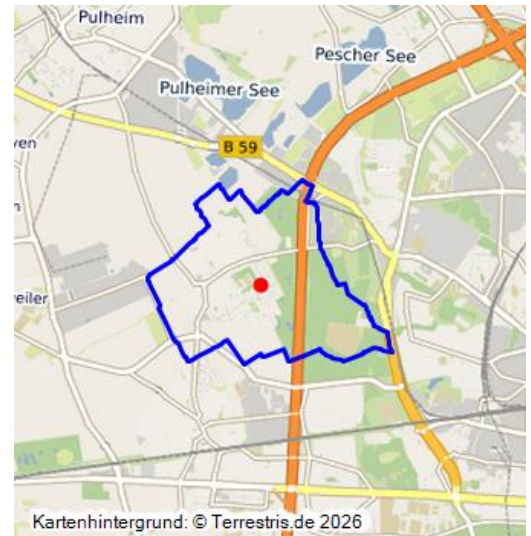 Pulheim
Pescher See
Pulheimer See
B 59
ven
n
eiler
Kartenhintergrund: © Terrestris.de 2026